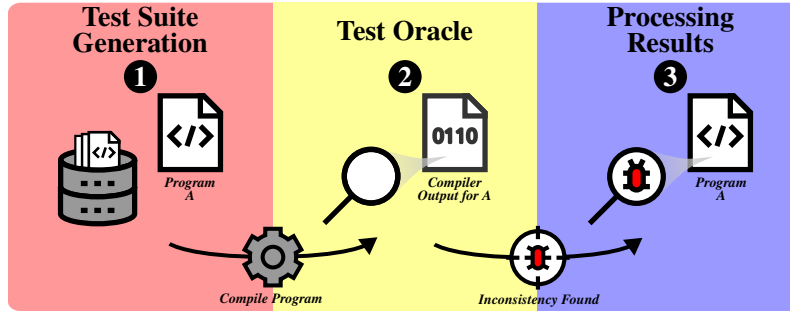 Test Suite
Generation
1
</>
</>
Program
A
Compile Program
Test Oracle
2
0110
Compiler
Output for A
Inconsistency Found
Processing
Results
3
</>
Program
A